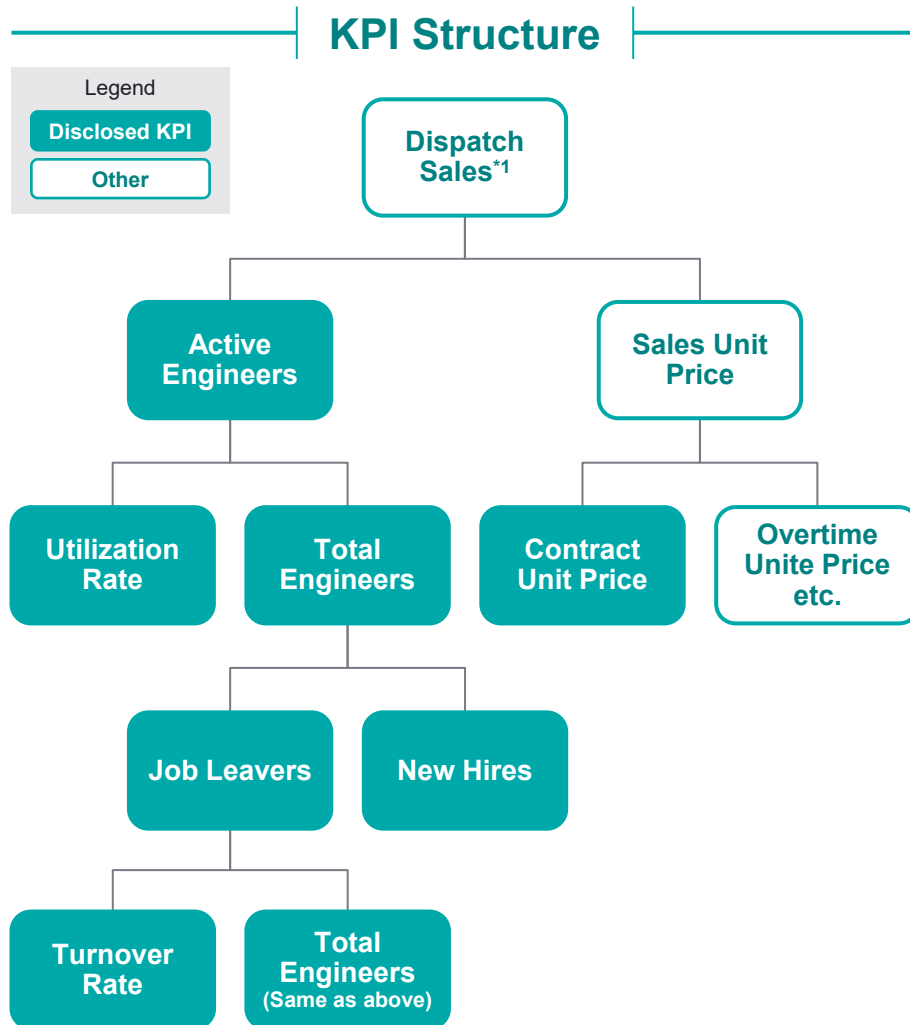 KPI Structure
Legend
Disclosed KPI
Other
Dispatch
Sales*1
Active
Engineers
Sales Unit
Price
Utilization
Rate
Total
Engineers
Contract
Unit Price
Overtime
Unite Price
etc.
Job Leavers
New Hires
Turnover
Rate
Total
Engineers
(Same as above)